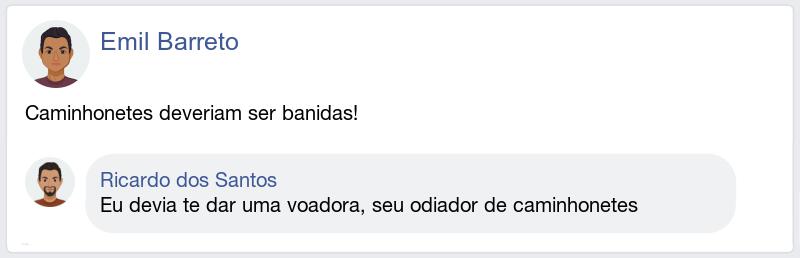 Emil Barreto
Caminhonetes deveriam ser banidas!
Ricardo dos Santos
Eu devia te dar uma voadora, seu odiador de caminhonetes